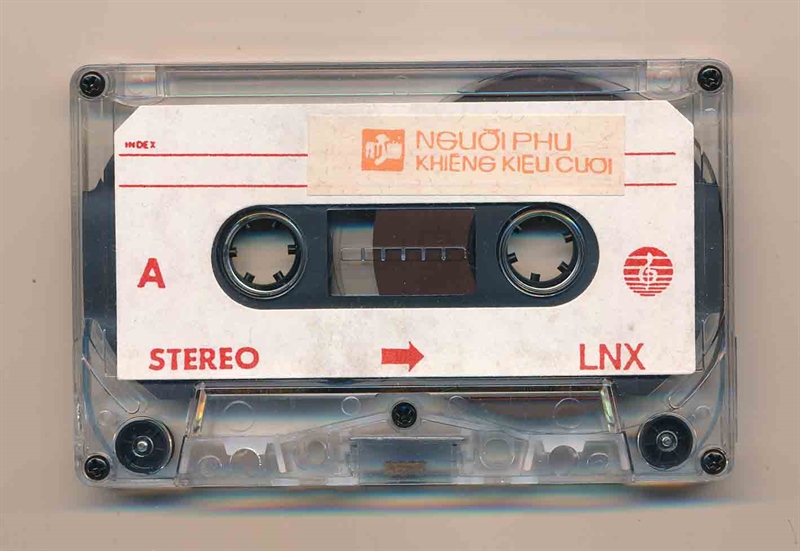 INDEX
NGƯỜI PHU
KHIÊNG KIỆU CƯỚI
A
STEREO
LNX